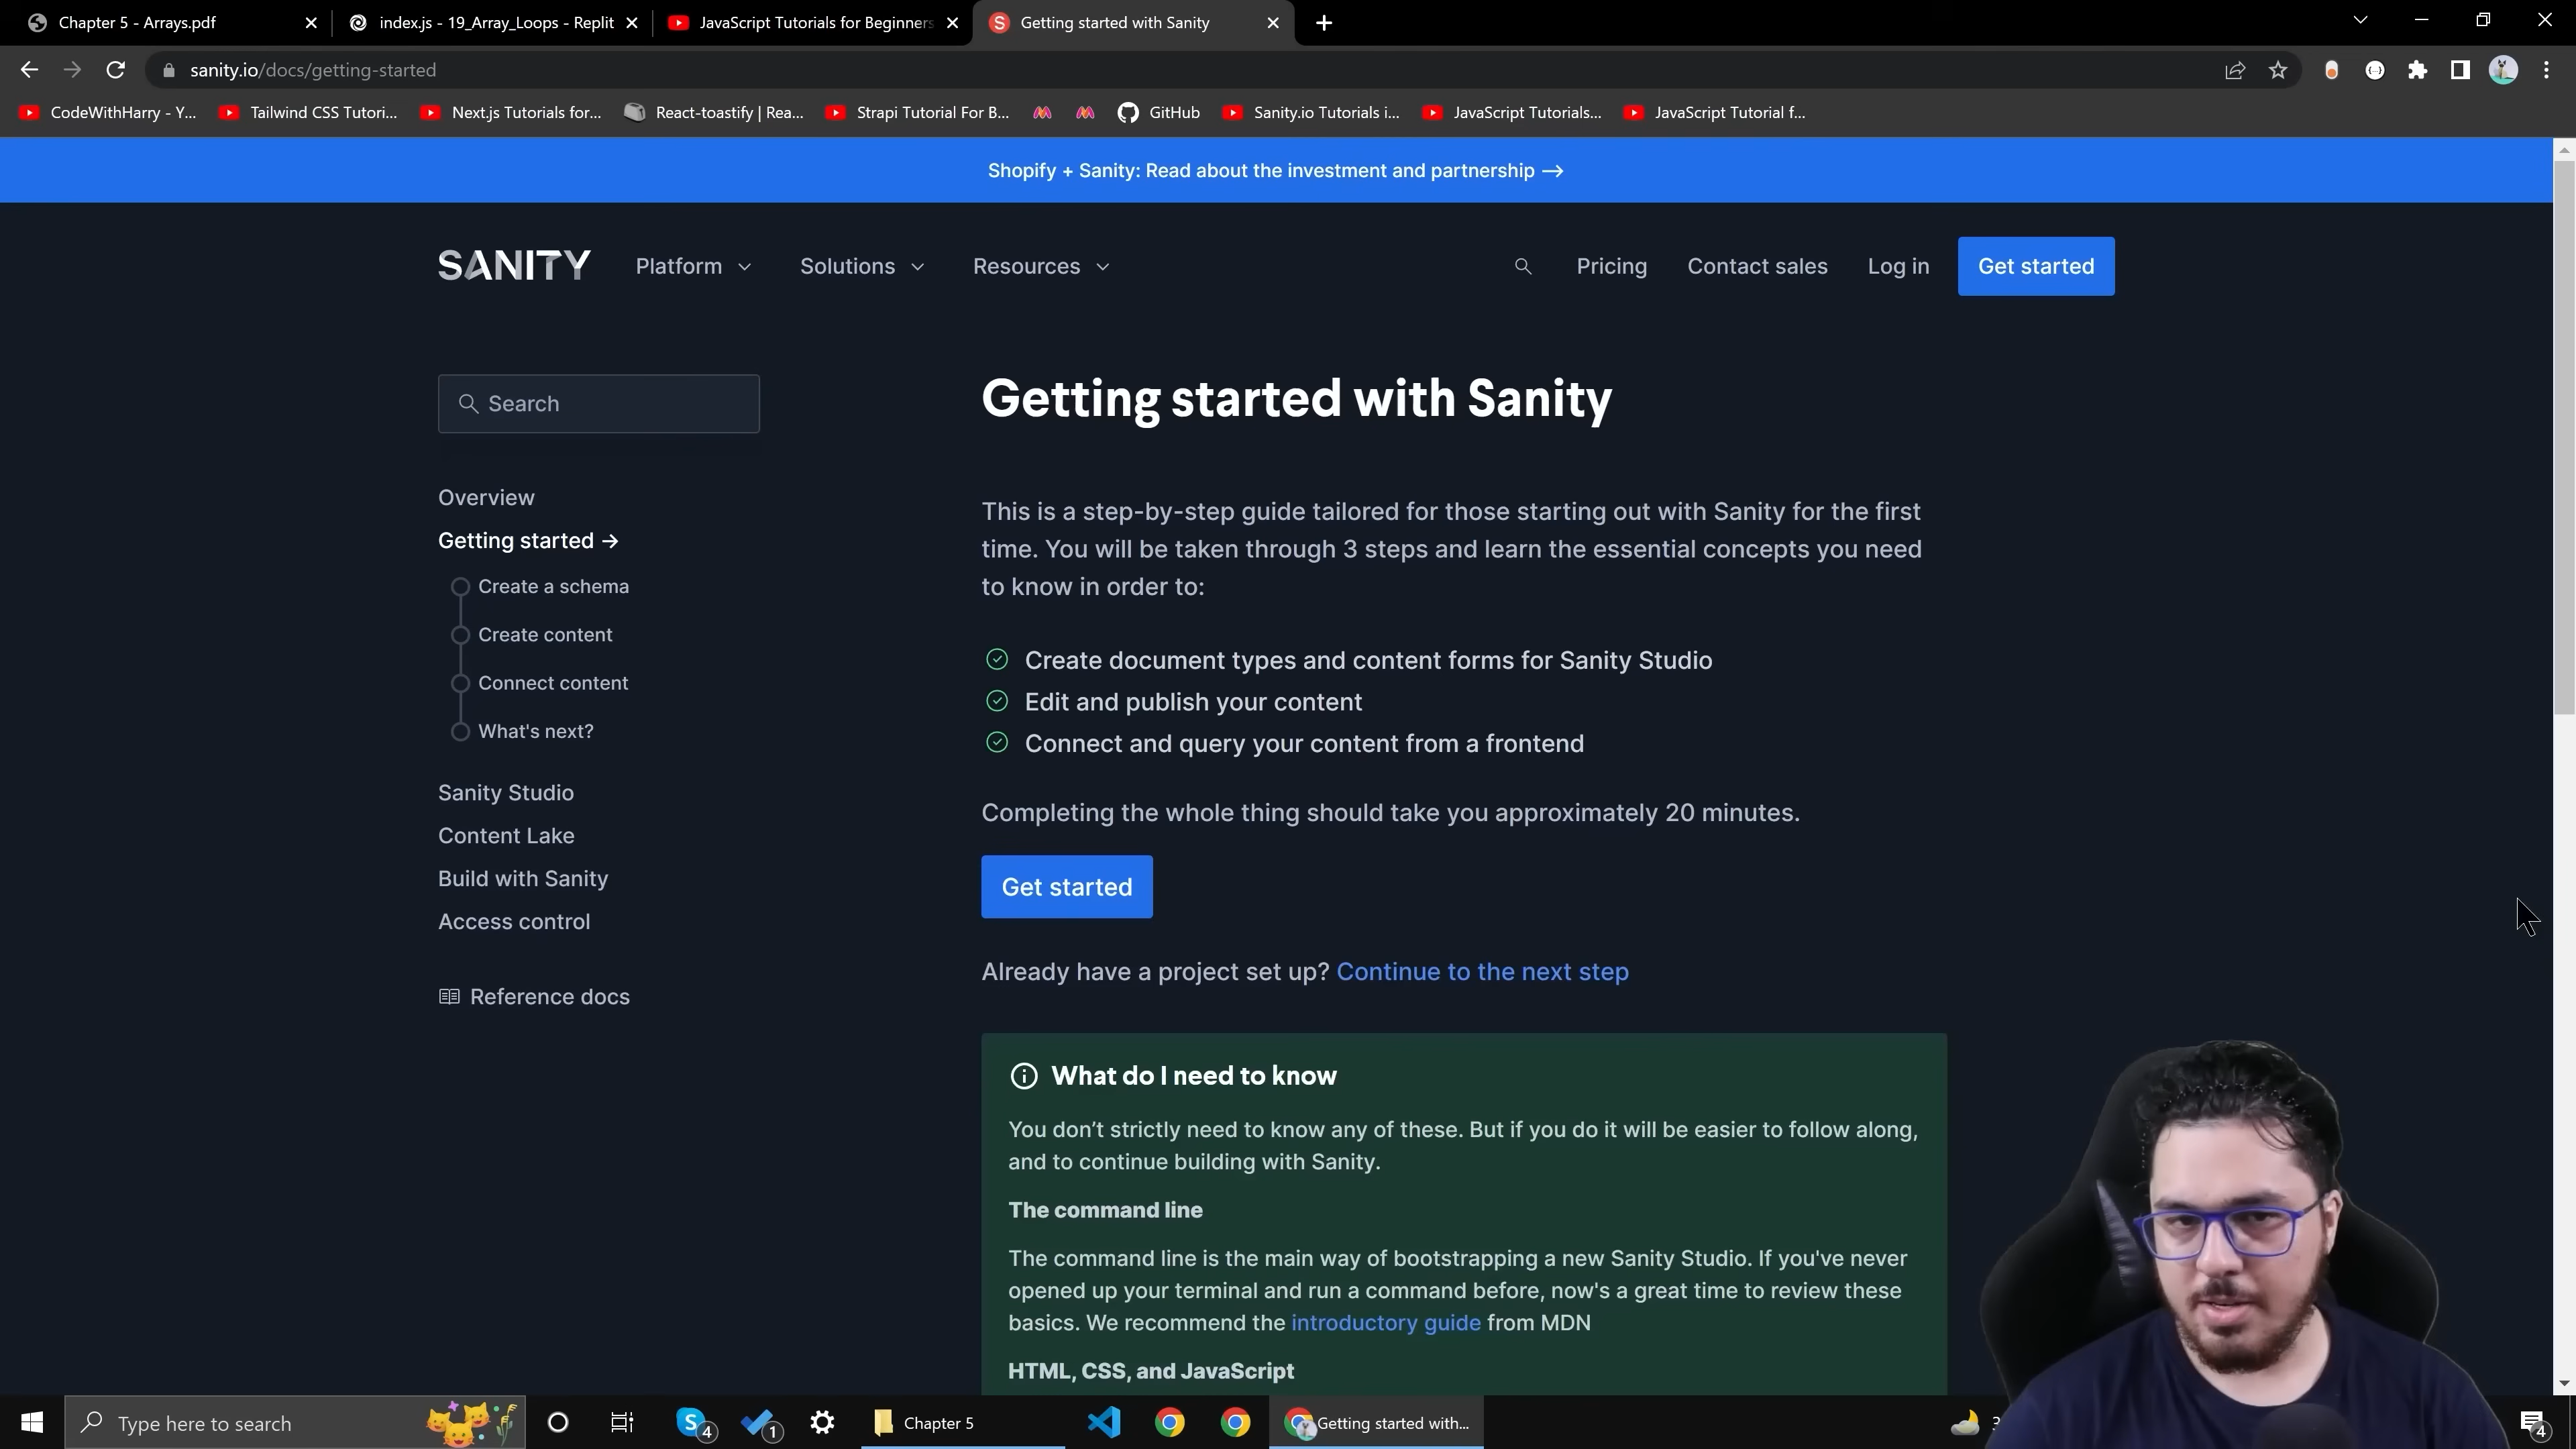 Chapter 5 - Arrays.pdf
index.js - 19_Array_Loops - Replit
JavaScript Tutorials for Beginners
Getting started with Sanity
sanity.io/docs/getting-started
CodeWithHarry - Y...
Tailwind CSS Tutori...
Next.js Tutorials for...
React-toastify | Rea...
Strapi Tutorial For B...
GitHub
Sanity.io Tutorials i...
JavaScript Tutorials...
JavaScript Tutorial f...
Shopify + Sanity: Read about the investment and partnership →
SANITY
Platform
Solutions
Resources
Pricing
Contact sales
Log in
Get started
Search
Overview
Getting started →
Create a schema
Create content
Connect content
What's next?
Sanity Studio
Content Lake
Build with Sanity
Access control
Reference docs
Getting started with Sanity
This is a step-by-step guide tailored for those starting out with Sanity for the first
time. You will be taken through 3 steps and learn the essential concepts you need
to know in order to:
Create document types and content forms for Sanity Studio
Edit and publish your content
Connect and query your content from a frontend
Completing the whole thing should take you approximately 20 minutes.
Get started
Already have a project set up? Continue to the next step
What do I need to know
You don’t strictly need to know any of these. But if you do it will be easier to follow along,
and to continue building with Sanity.
The command line
The command line is the main way of bootstrapping a new Sanity Studio. If you've never
opened up your terminal and run a command before, now's a great time to review these
basics. We recommend the introductory guide from MDN
HTML, CSS, and JavaScript
Type here to search
4
1
Chapter 5
Getting started with...
3
4